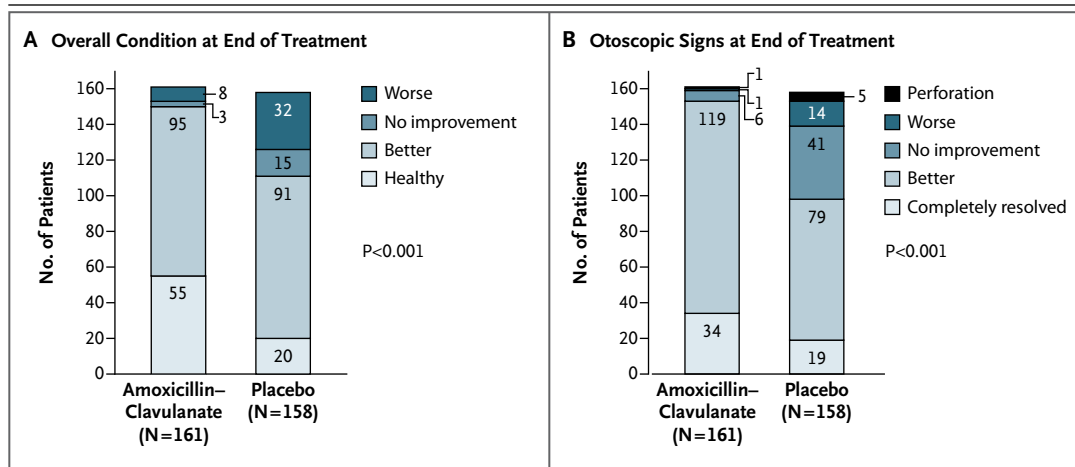 A Overall Condition at End of Treatment
No. of Patients
160
140
120
100
80
60
40
20
0
8
3
95
55
32
15
91
20
Amoxicillin–
Clavulanate
(N=161)
Placebo
(N=158)
Worse
No improvement
Better
Healthy
P<0.001
B Otoscopic Signs at End of Treatment
No. of Patients
160
140
120
100
80
60
40
20
0
1
1
6
119
34
5
14
41
79
19
Amoxicillin–
Clavulanate
(N=161)
Placebo
(N=158)
Perforation
Worse
No improvement
Better
Completely resolved
P<0.001